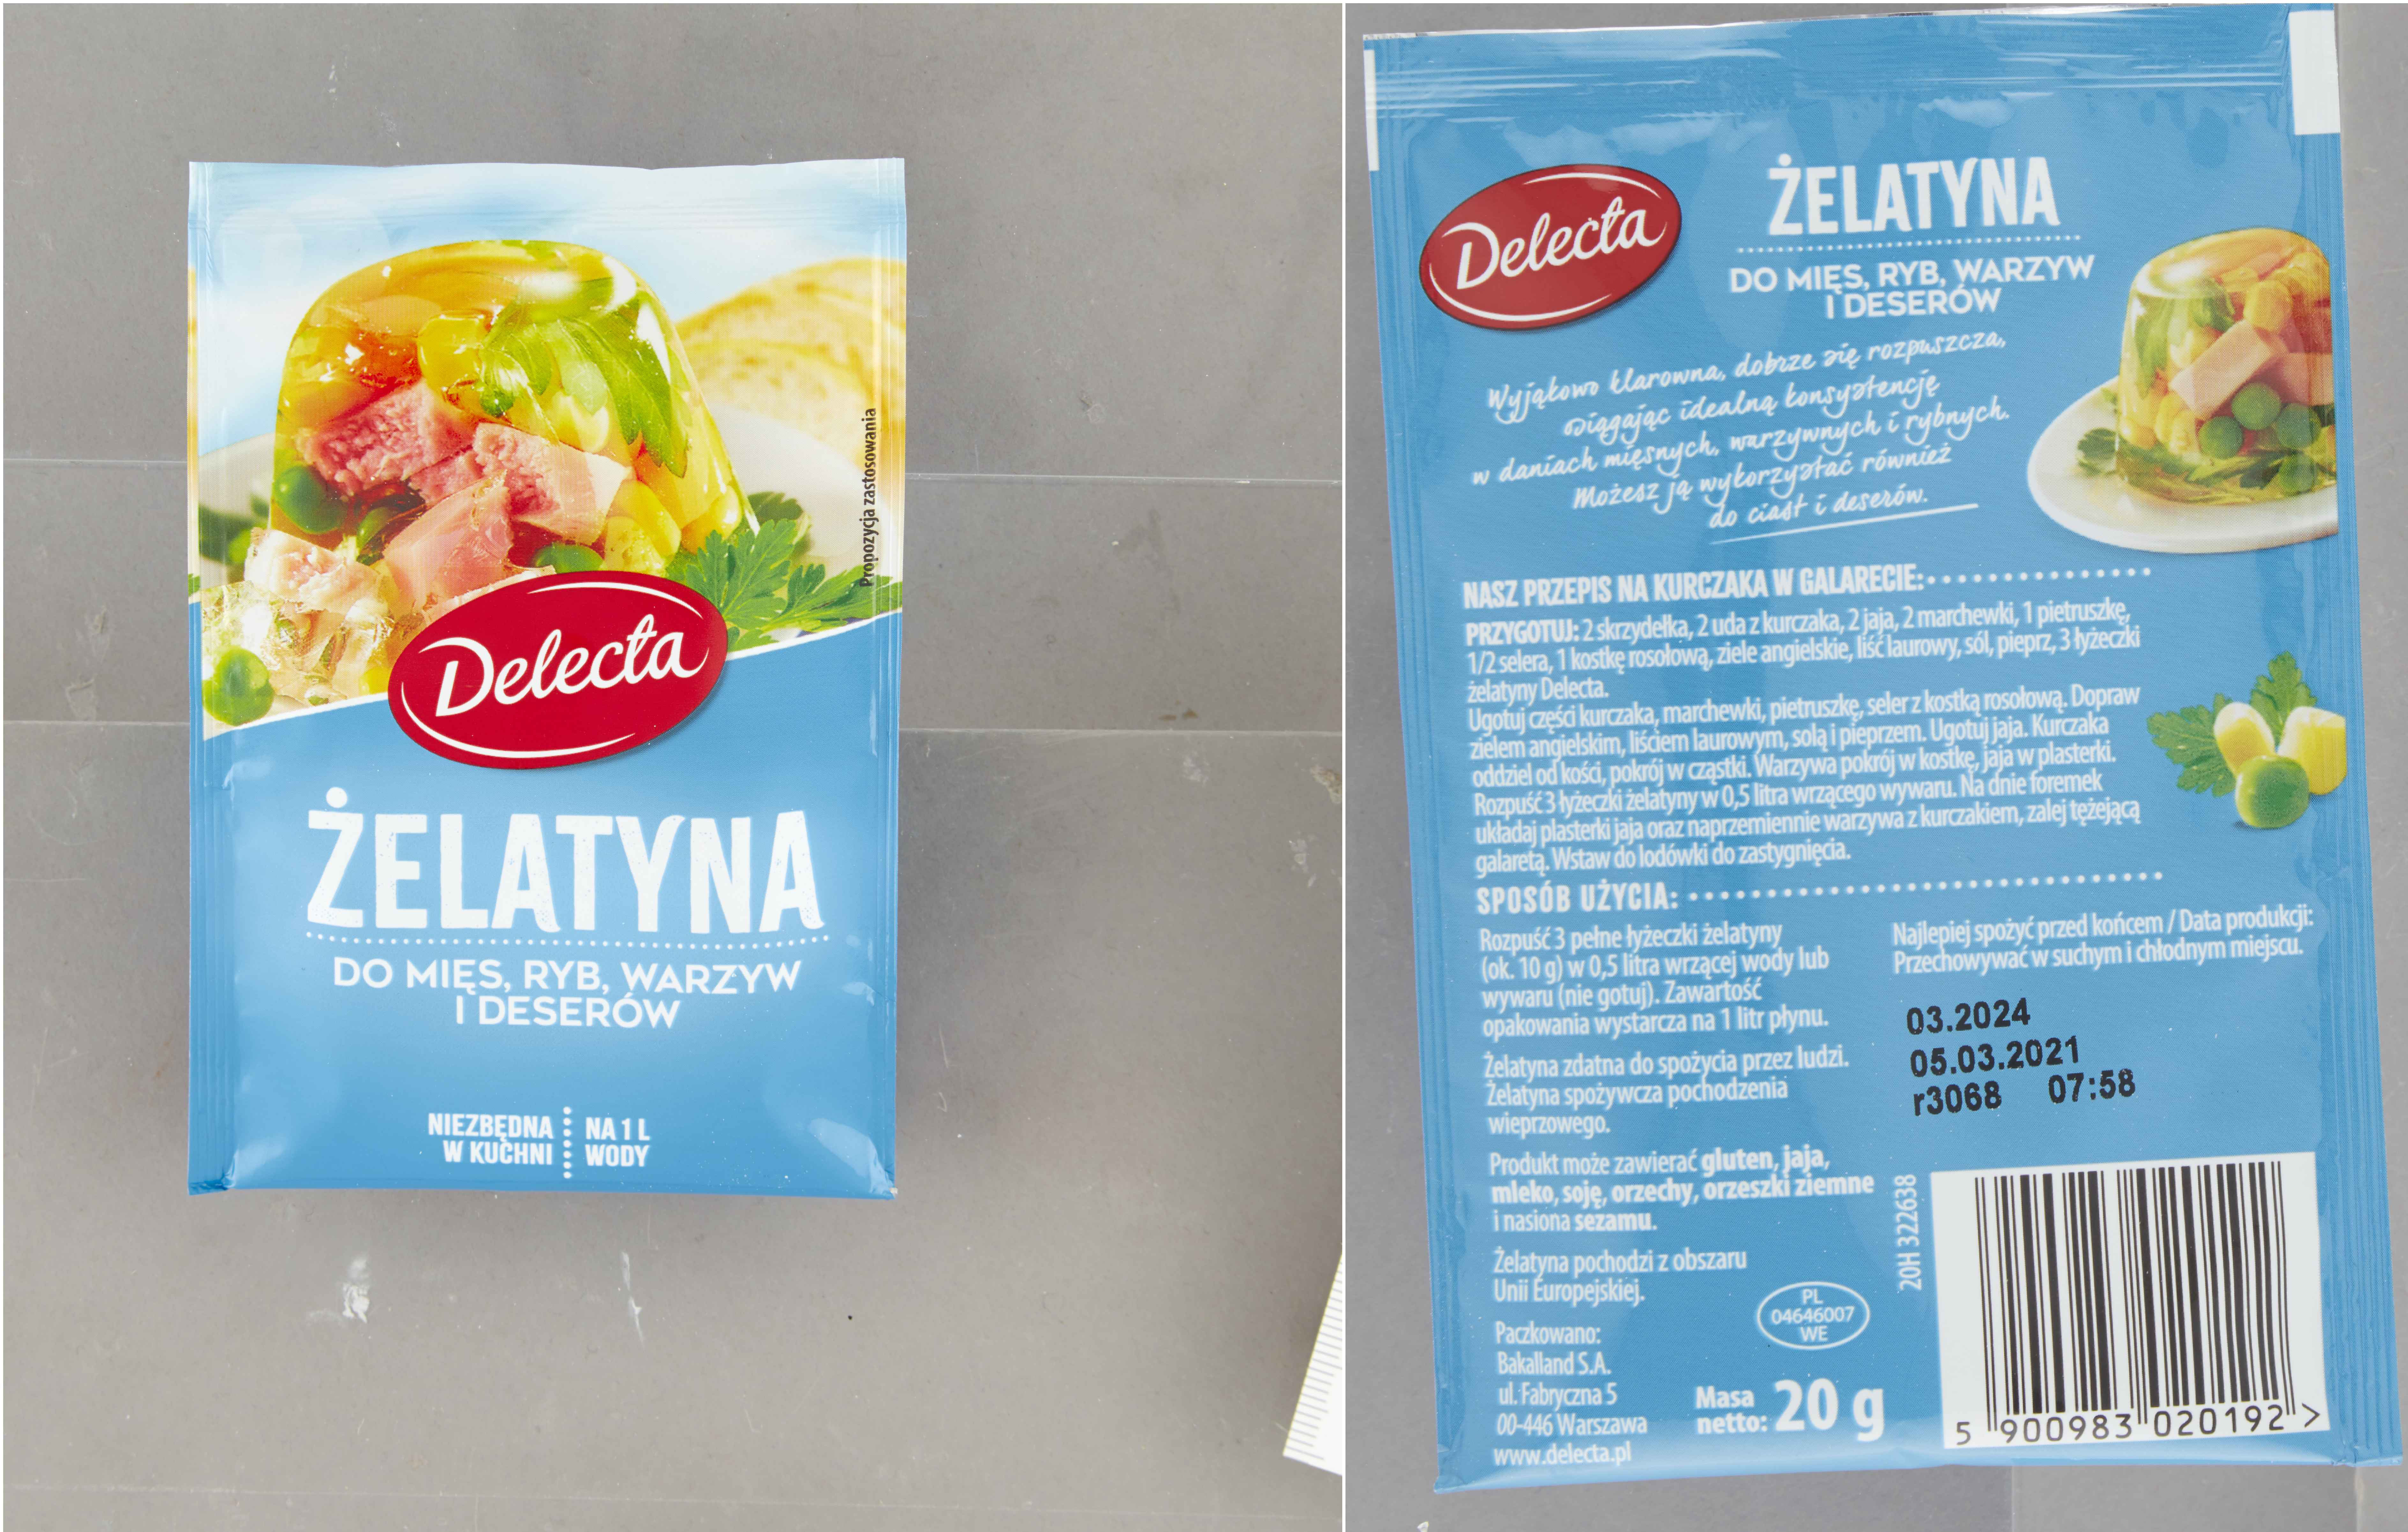 Propozycja zastosowania
Delecta
ŻELATYNA
DO MIĘS, RYB, WARZYW
I DESERÓW
NIEZBĘDNA
W KUCHNI
NA 1 L
WODY
Delecta
ŻELATYNA
DO MIĘS, RYB, WARZYW
I DESERÓW
Wyjąkowo klarowna, dobrze się rozpuszcza,
osiągając idealną konsystencję
w daniach mięsnych, warzywnych i rybnych.
Możesz ją wykorzystać również
do ciast i deserów.
NASZ PRZEPIS NA KURCZAKA W GALARECIE:
PRZYGOTUJ: 2 skrzydełka, 2 uda z kurczaka, 2 jaja, 2 marchewki, 1 pietruszkę,
1/2 selera, 1 kostkę rosołową, ziele angielskie, liść laurowy, sól, pieprz, 3 łyżeczki
żelatyny Delecta.
Ugotuj części kurczaka, marchewki, pietruszkę, seler z kostką rosołową. Dopraw
zielem angielskim, liściem laurowym, solą i pieprzem. Ugotuj jaja. Kurczaka
oddziel od kości, pokrój w cząstki. Warzywa pokrój w kostkę, jaja w plasterki.
Rozpuść 3 łyżeczki żelatyny w 0,5 litra wrzącego wywaru. Na dnie foremek
układaj plasterki jaja oraz naprzemiennie warzywa z kurczakiem, zalej tężejącą
galaretą. Wstaw do lodówki do zastygnięcia.
SPOSÓB UŻYCIA:
Rozpuść 3 pełne łyżeczki żelatyny
(ok. 10 g) w 0,5 litra wrzącej wody lub
wywaru (nie gotuj). Zawartość
opakowania wystarcza na 1 litr płynu.
Żelatyna zdatna do spożycia przez ludzi.
Żelatyna spożywcza pochodzenia
wieprzowego.
Produkt może zawierać gluten, jaja,
mleko, soję, orzechy, orzeszki ziemne
i nasiona sezamu.
Żelatyna pochodzi z obszaru
Unii Europejskiej.
Paczkowano:
Bakalland S.A.
ul. Fabryczna 5
00-446 Warszawa
www.delecta.pl
PL
04646007
WE
Masa
netto: 20 g
Najlepiej spożyć przed końcem / Data produkcji:
Przechowywać w suchym i chłodnym miejscu.
03.2024
05.03.2021
r3068 07:58
20H 322638
5 900983 020192 >